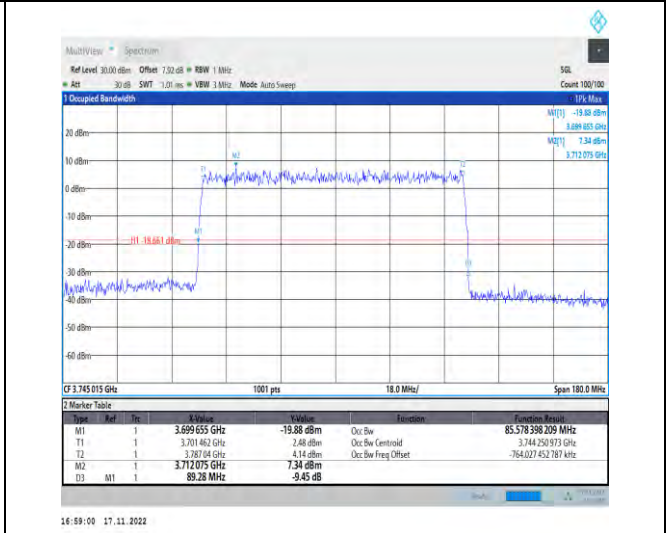 MultiView Spectrum
Ref Level 30.00 dBm Offset 7.92 dB RBW 1 MHz SGL
Att 30 dB SWT 1.01 ms VBW 3 MHz Mode Auto Sweep Count 100/100
1 Occupied Bandwidth 1Pk Max
M1[1] -19.88 dBm
3.699 655 GHz
M2[1] 7.34 dBm
3.712 075 GHz
20 dBm
M2
10 dBm
T1
T2
0 dBm
-10 dBm
M1
H1 -18.661 dBm
-20 dBm
D3
-30 dBm
-40 dBm
-50 dBm
-60 dBm
CF 3.745 015 GHz 1001 pts 18.0 MHz/ Span 180.0 MHz
2 Marker Table
Type Ref Trc X-Value Y-Value Function Function Result
M1 1 3.699 655 GHz -19.88 dBm Occ Bw 85.578 398 209 MHz
T1 1 3.701 462 GHz 2.48 dBm Occ Bw Centroid 3.744 250 973 GHz
T2 1 3.787 04 GHz 4.14 dBm Occ Bw Freq Offset -764.027 452 787 kHz
M2 1 3.712 075 GHz 7.34 dBm
D3 M1 1 89.28 MHz -9.45 dB
16:59:00 17.11.2022